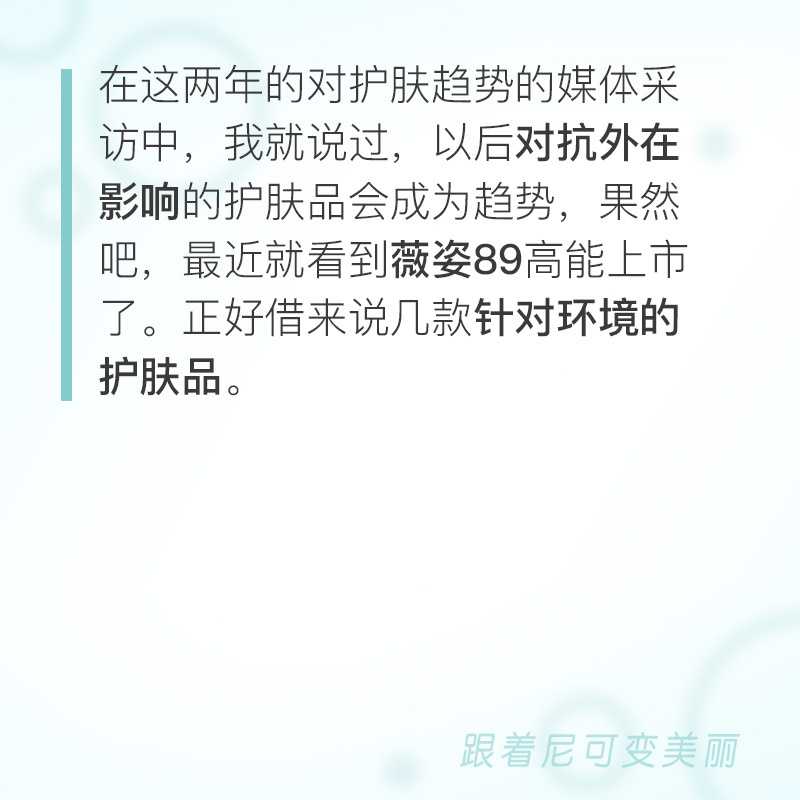 在这两年的对护肤趋势的媒体采
访中，我就说过，以后对抗外在
影响的护肤品会成为趋势，果然
吧，最近就看到薇姿89高能上市
了。正好借来说几款针对环境的
护肤品。
跟着尼可变美丽